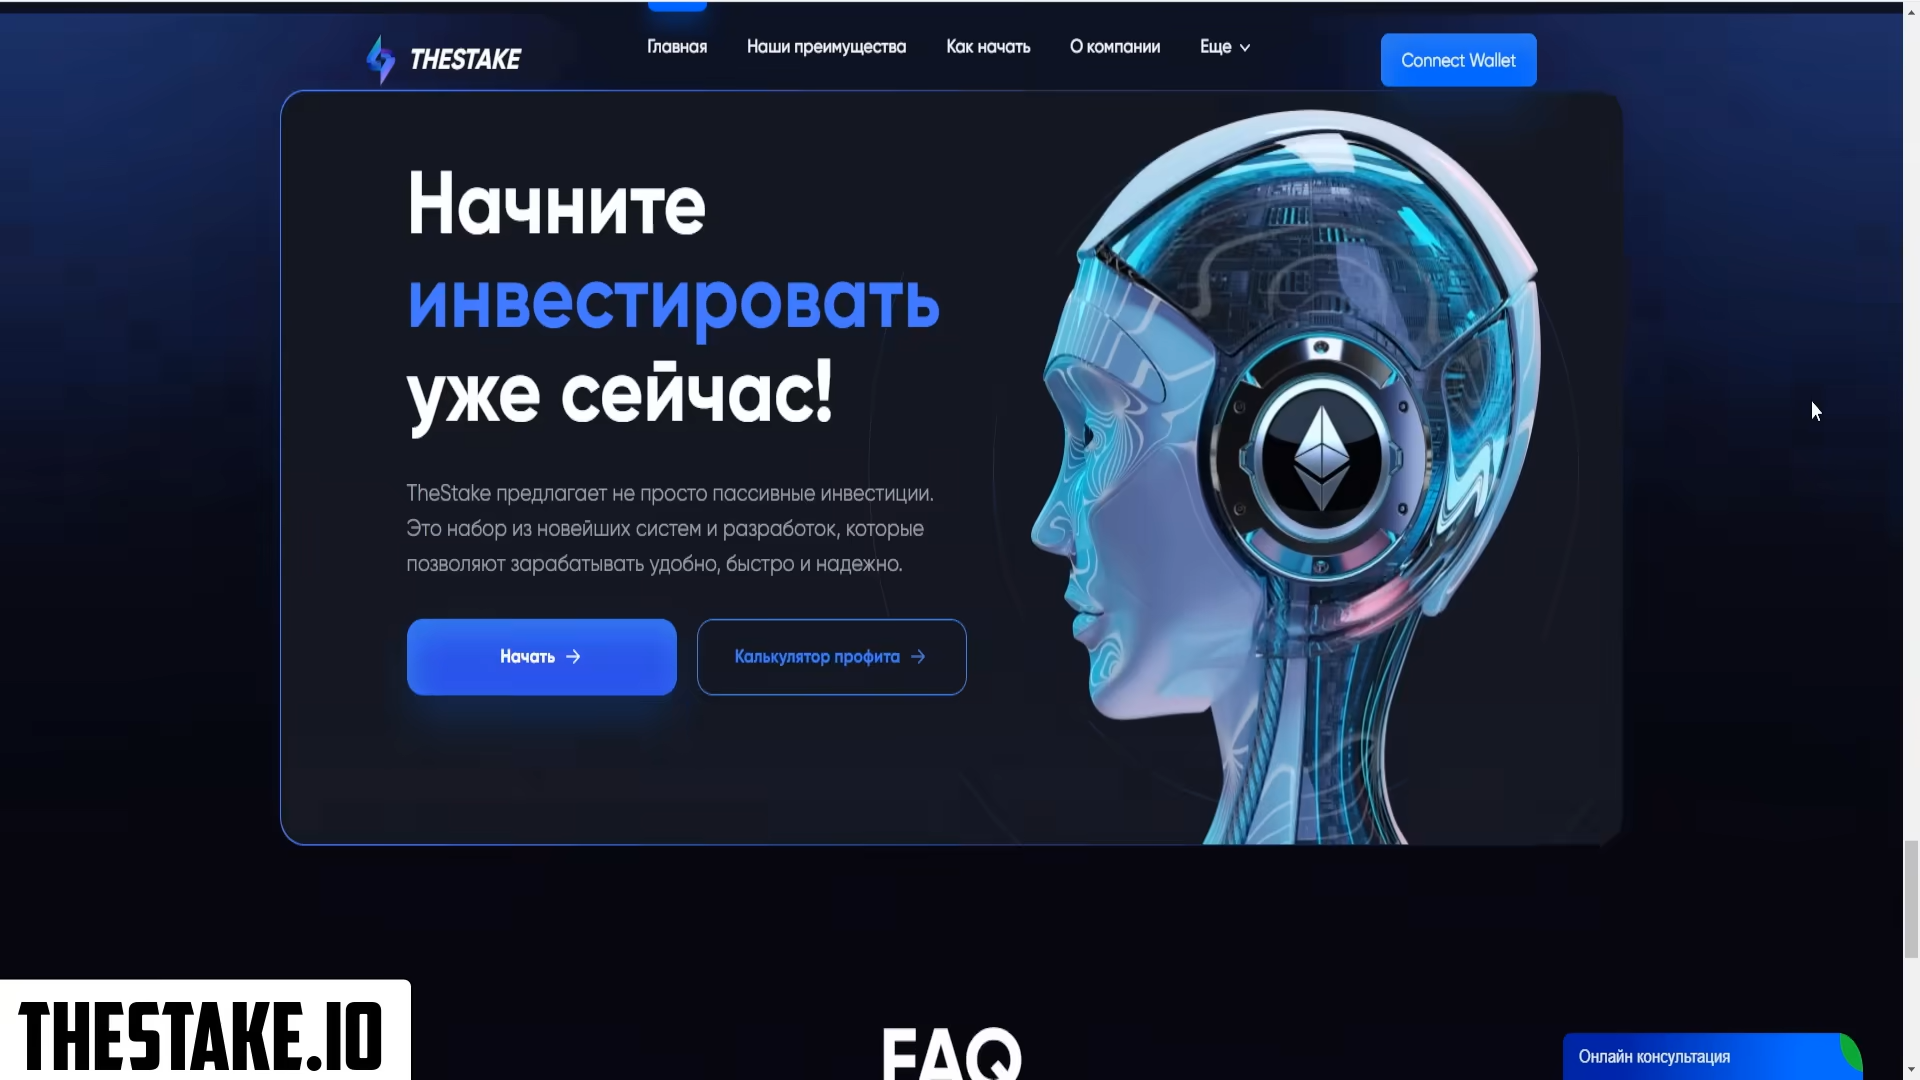 THESTAKE
Главная
Наши преимущества
Как начать
О компании
Еще
Connect Wallet
Начните
инвестировать
уже сейчас!
TheStake предлагает не просто пассивные инвестиции.
Это набор из новейших систем и разработок, которые
позволяют зарабатывать удобно, быстро и надежно.
Начать →
Калькулятор профита →
FAQ
THESTAKE.IO
Онлайн консультация